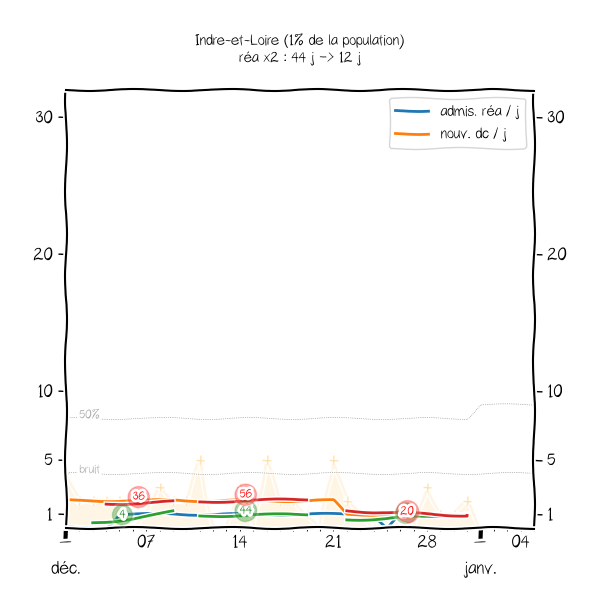 Indre-et-Loire (1% de la population)
réa x2 : 44 j -> 12 j
admis. réa / j
nouv. dc / j
30 30
20 20
10 10
50%
5 5
bruit
36 56
4 44 20
1 1
07 14 21 28 04
déc. janv.